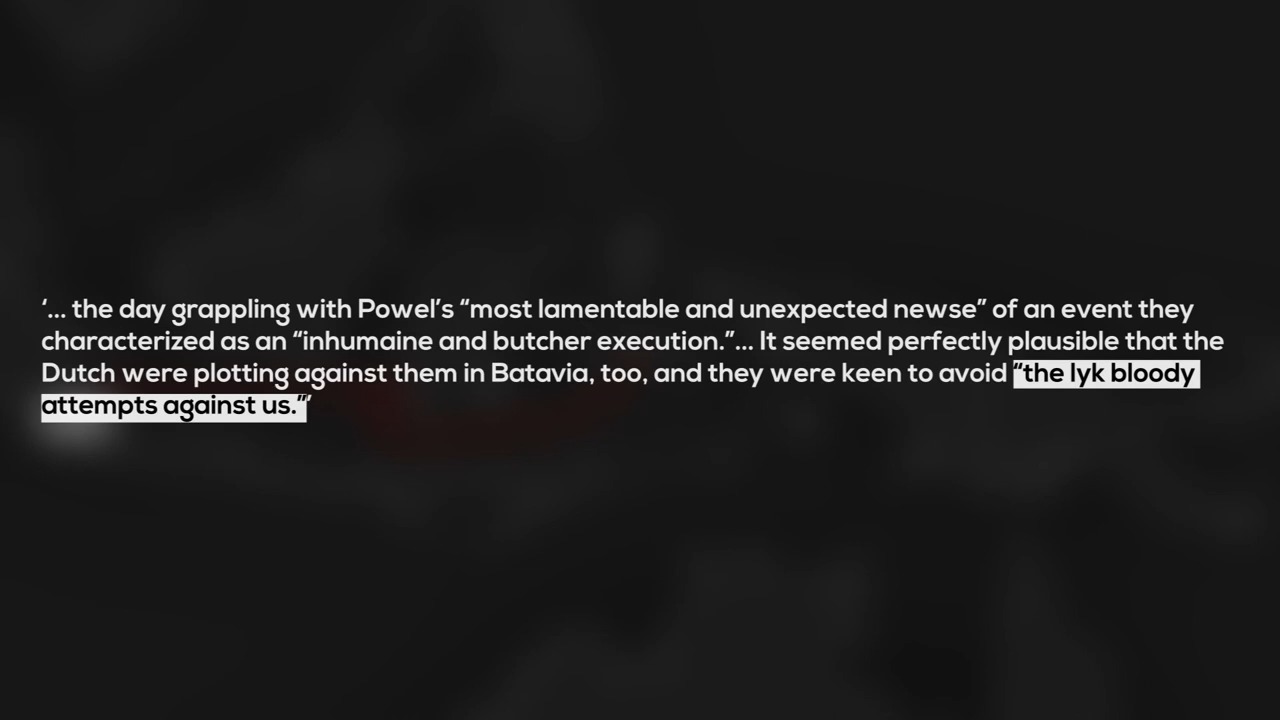 ‘... the day grappling with Powel’s “most lamentable and unexpected newse” of an event they
characterized as an “inhumaine and butcher execution.”... It seemed perfectly plausible that the
Dutch were plotting against them in Batavia, too, and they were keen to avoid “the lyk bloody
attempts against us.”’